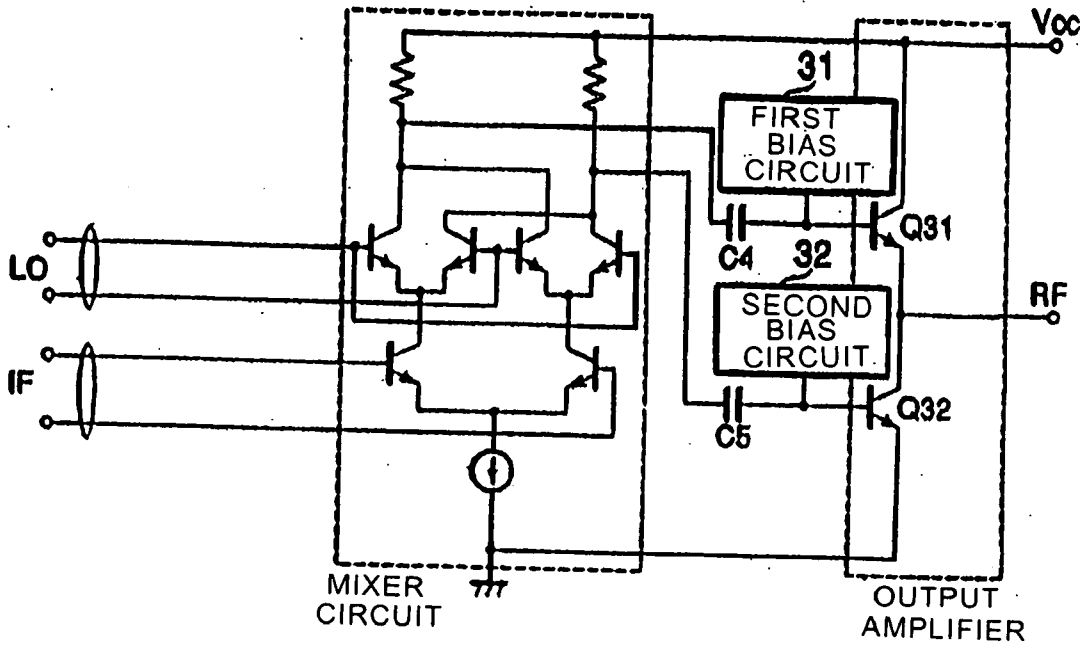 Vcc
31
FIRST
BIAS
CIRCUIT
Q31
C4
LO
32
SECOND
BIAS
CIRCUIT
RF
IF
Q32
C5
MIXER
CIRCUIT
OUTPUT
AMPLIFIER